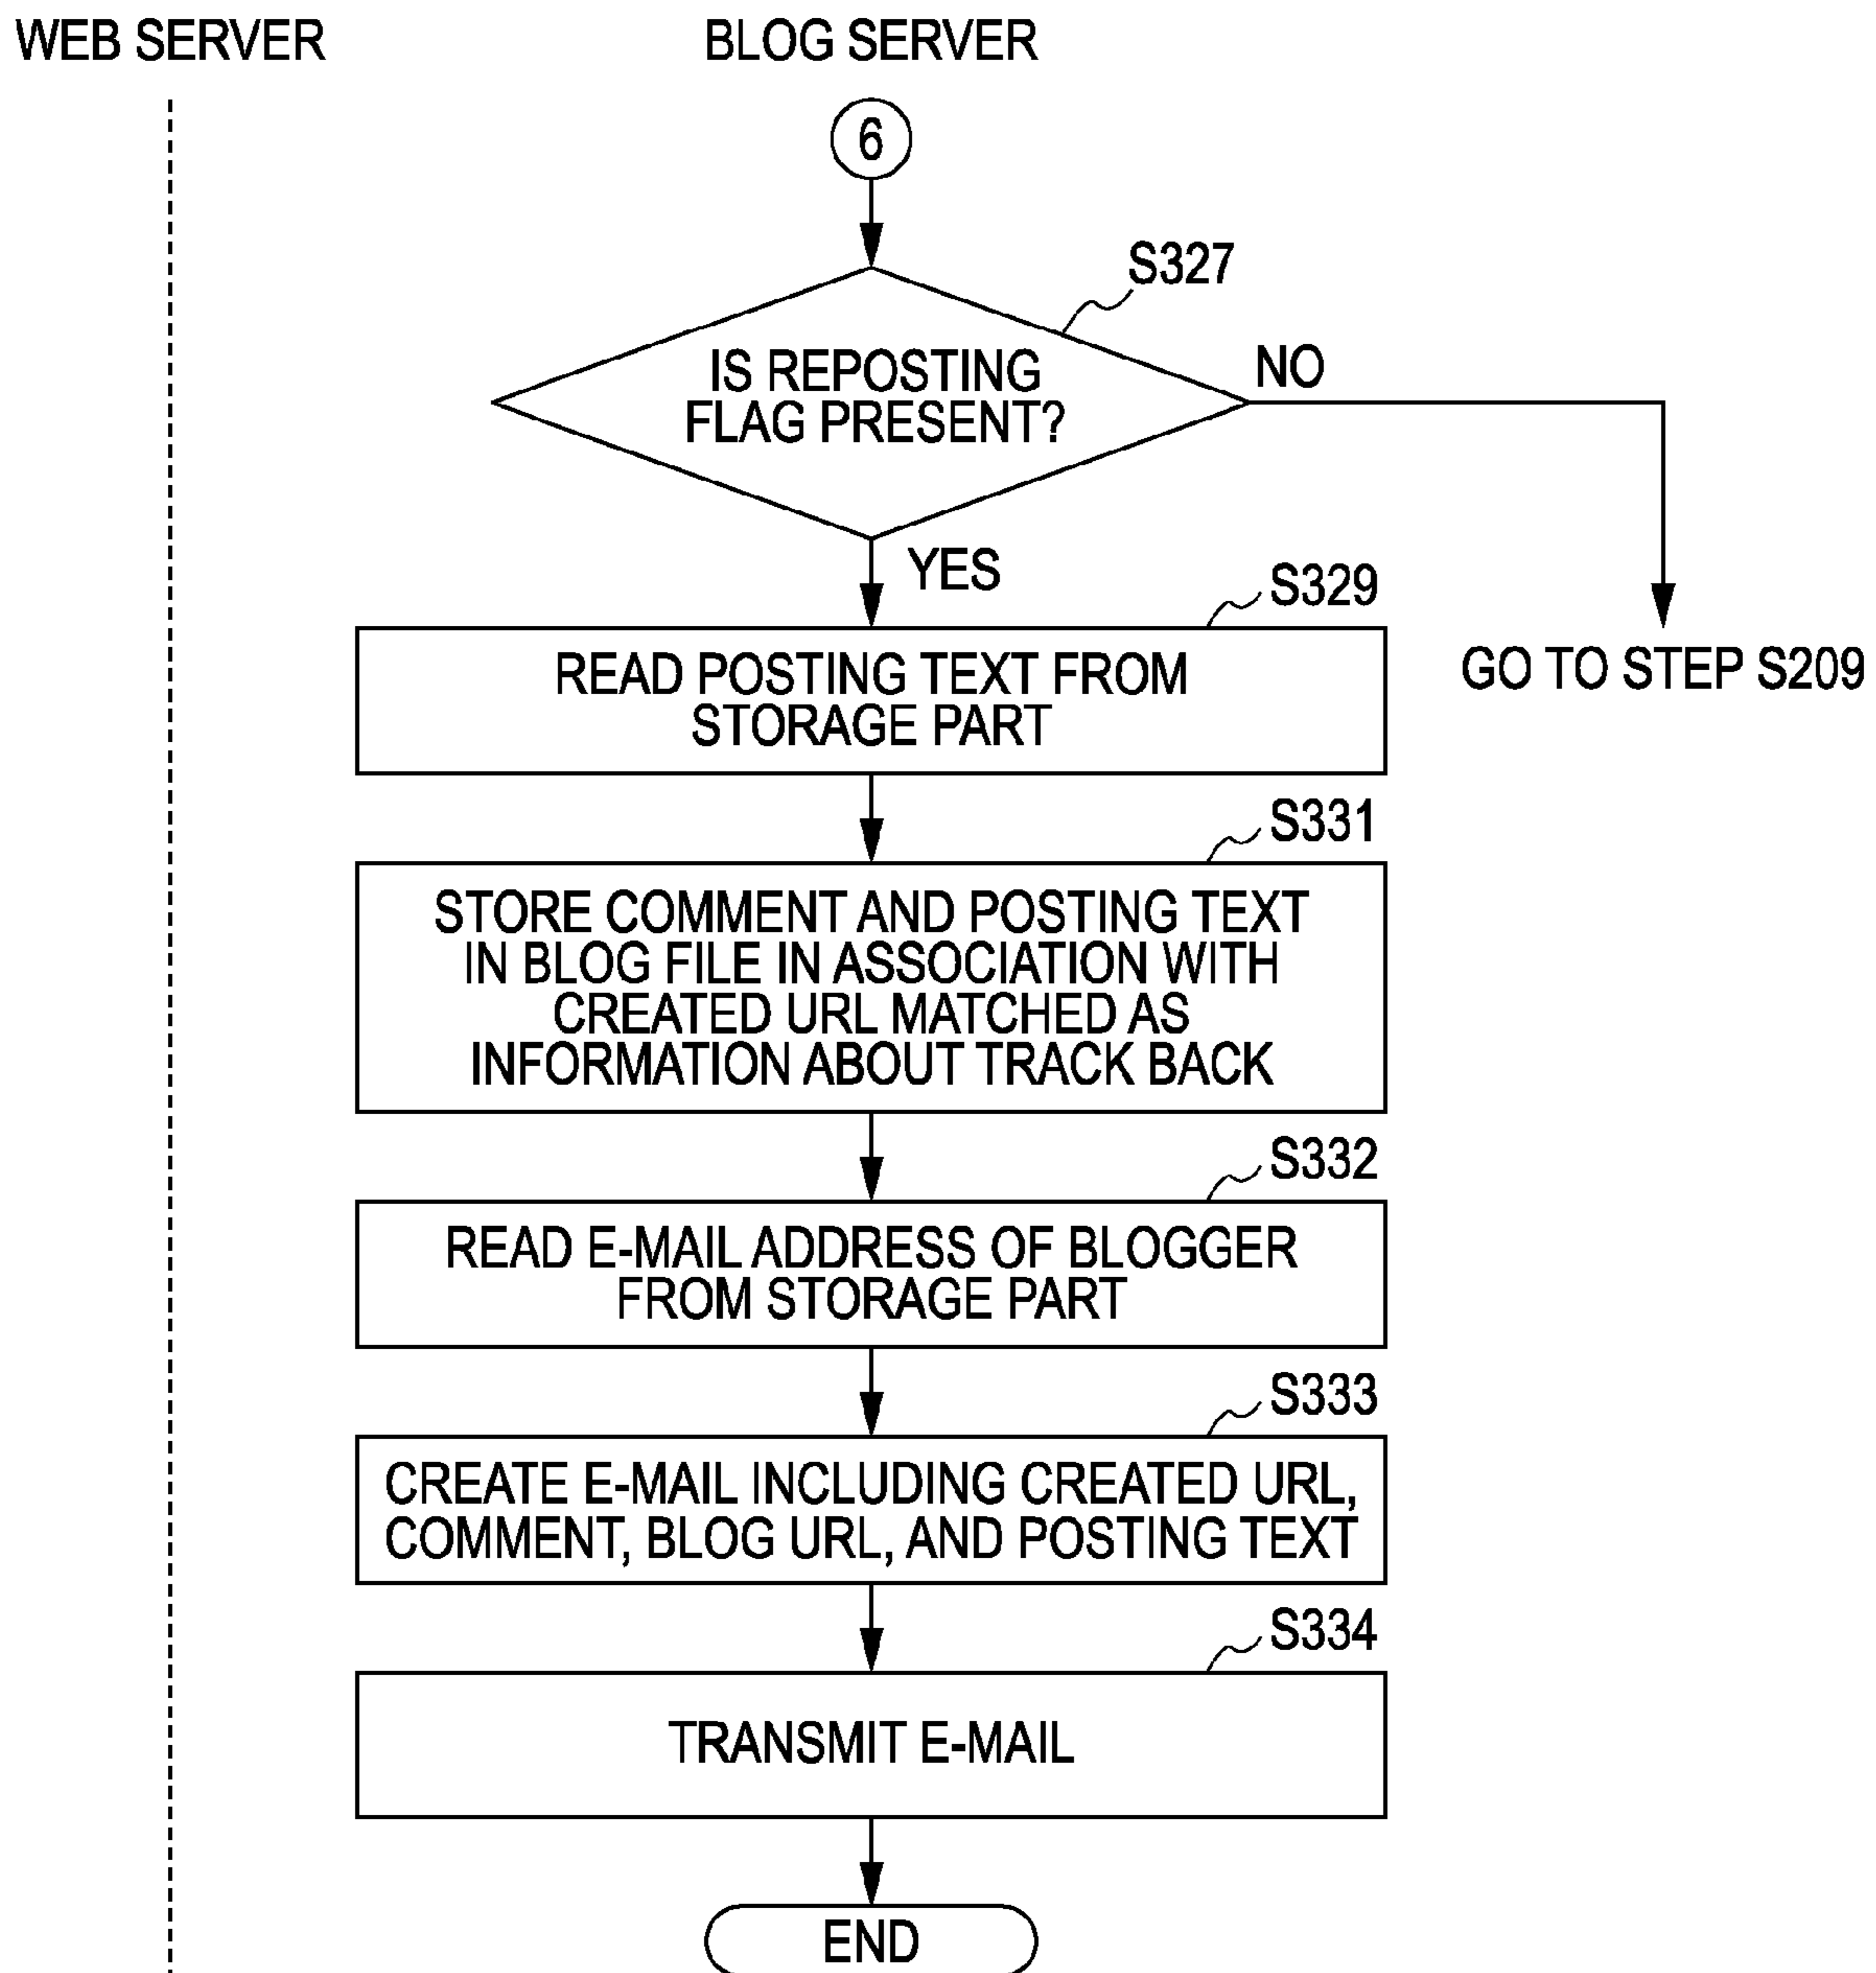 WEB SERVER
BLOG SERVER
6
S327
IS REPOSTING
FLAG PRESENT?
NO
YES
S329
READ POSTING TEXT FROM
STORAGE PART
GO TO STEP S209
S331
STORE COMMENT AND POSTING TEXT
IN BLOG FILE IN ASSOCIATION WITH
CREATED URL MATCHED AS
INFORMATION ABOUT TRACK BACK
S332
READ E-MAIL ADDRESS OF BLOGGER
FROM STORAGE PART
S333
CREATE E-MAIL INCLUDING CREATED URL,
COMMENT, BLOG URL, AND POSTING TEXT
S334
TRANSMIT E-MAIL
END